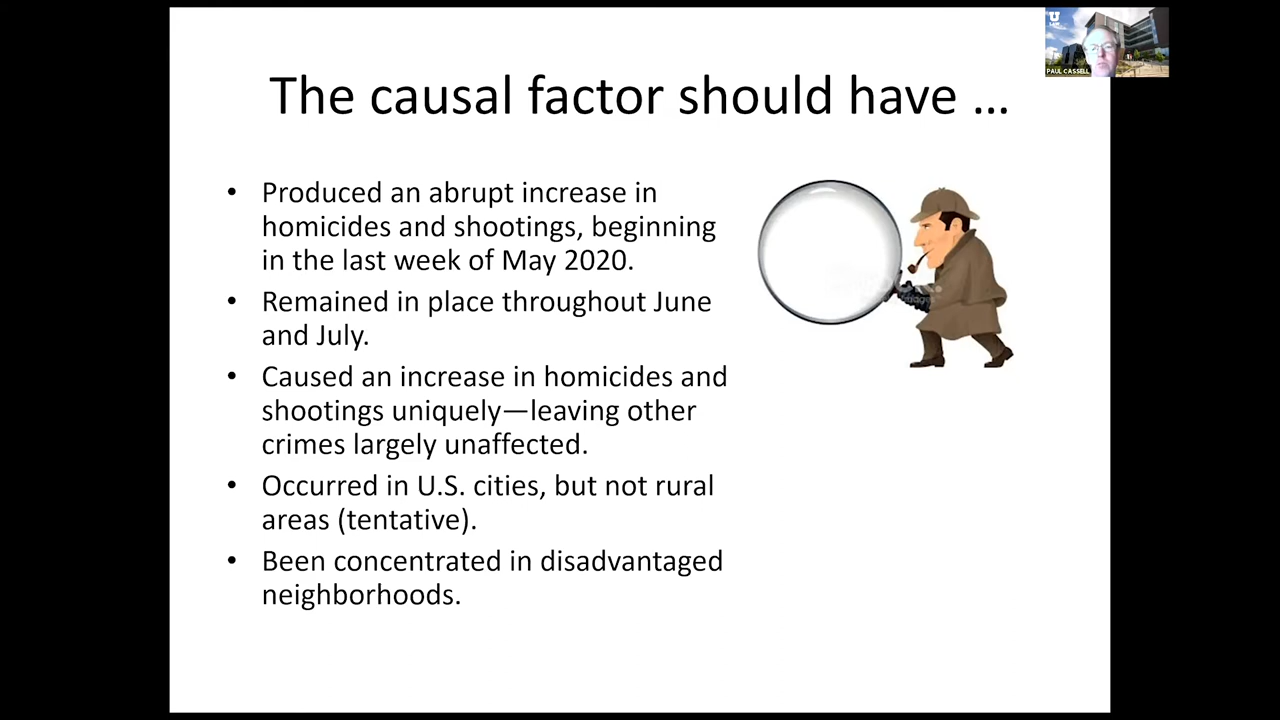 The causal factor should have …
• Produced an abrupt increase in
homicides and shootings, beginning
in the last week of May 2020.
• Remained in place throughout June
and July.
• Caused an increase in homicides and
shootings uniquely—leaving other
crimes largely unaffected.
• Occurred in U.S. cities, but not rural
areas (tentative).
• Been concentrated in disadvantaged
neighborhoods.
U
PAUL CASSELL